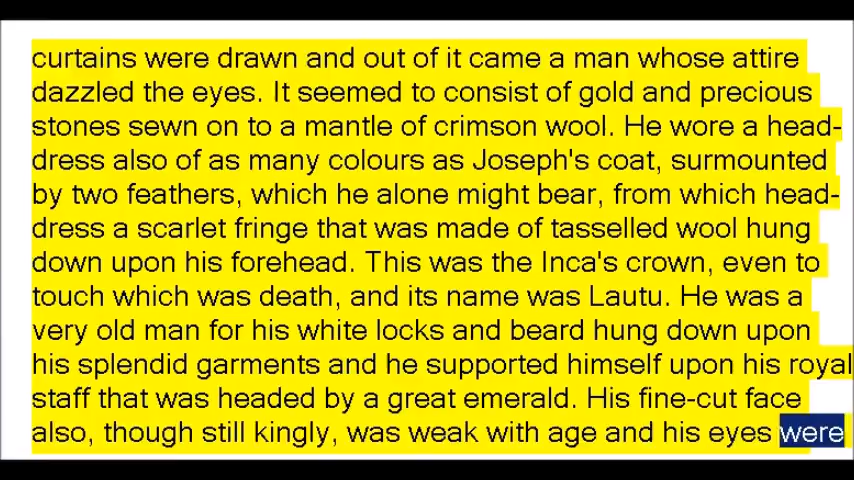 curtains were drawn and out of it came a man whose attire
dazzled the eyes. It seemed to consist of gold and precious
stones sewn on to a mantle of crimson wool. He wore a head-
dress also of as many colours as Joseph's coat, surmounted
by two feathers, which he alone might bear, from which head-
dress a scarlet fringe that was made of tasselled wool hung
down upon his forehead. This was the Inca's crown, even to
touch which was death, and its name was Lautu. He was a
very old man for his white locks and beard hung down upon
his splendid garments and he supported himself upon his royal
staff that was headed by a great emerald. His fine-cut face
also, though still kingly, was weak with age and his eyes were